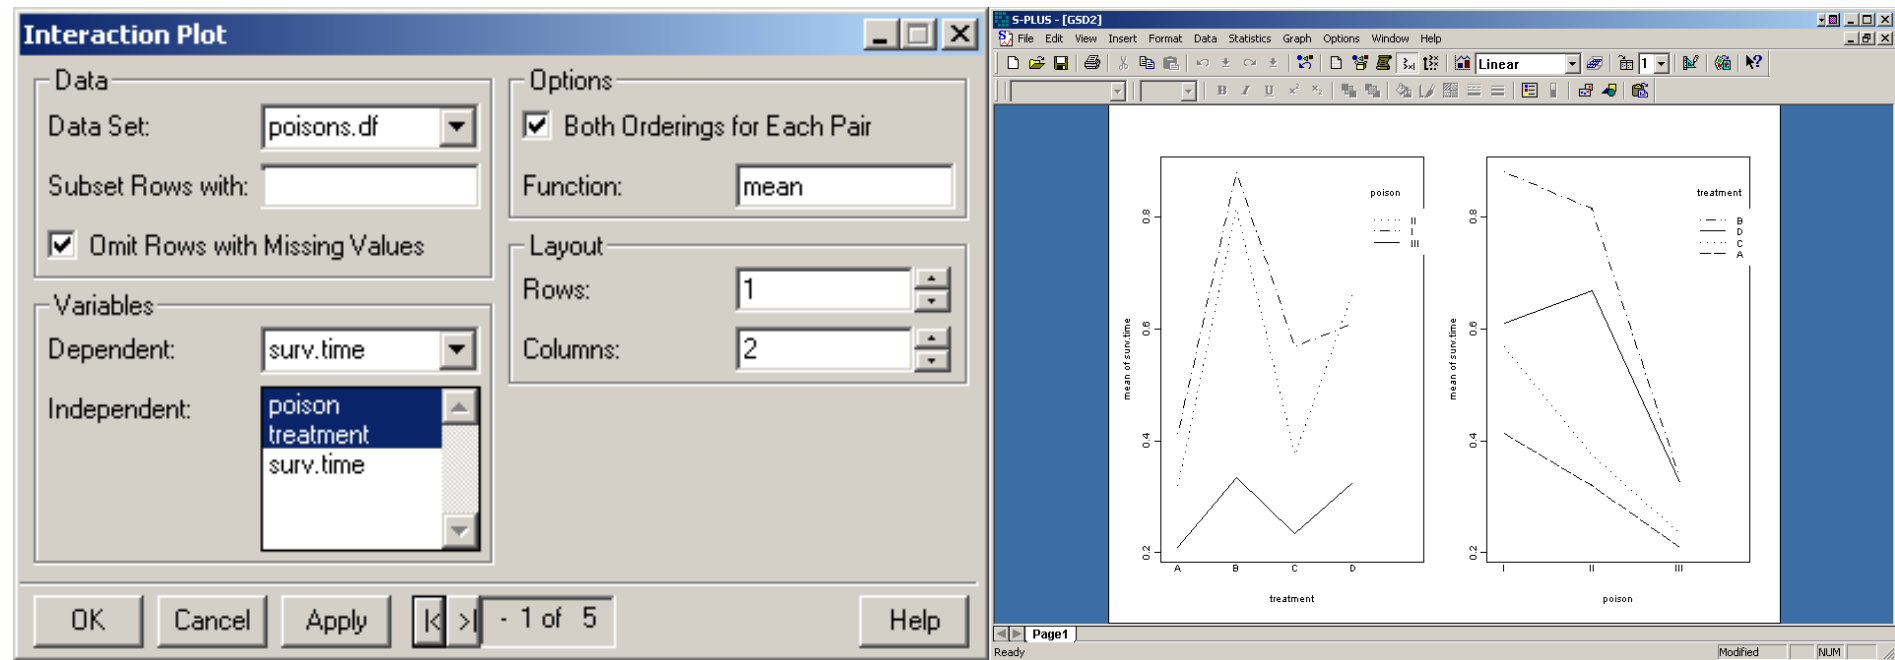 Interaction Plot
Data
Data Set: poisons.df
Subset Rows with:
Omit Rows with Missing Values
Variables
Dependent: surv.time
Independent: poison
treatment
surv.time
Options
Both Orderings for Each Pair
Function: mean
Layout
Rows: 1
Columns: 2
OK Cancel Apply |< >| - 1 of 5 Help
S-PLUS - [GSD2]
File Edit View Insert Format Data Statistics Graph Options Window Help
Linear 1
B I U x² x₂
mean of surv.time
0.2 0.4 0.6 0.8
poison
II
I
III
A B C D
treatment
mean of surv.time
0.2 0.4 0.6 0.8
treatment
B
D
C
A
I II III
poison
Page1
Ready Modified NUM